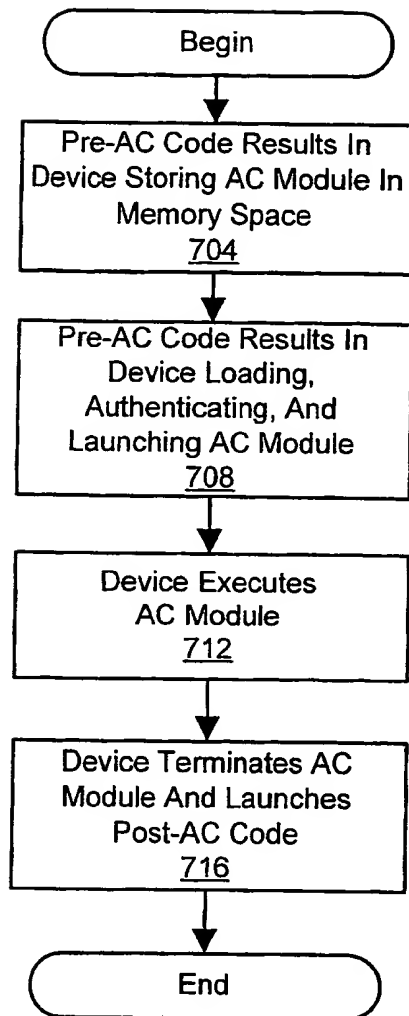 Begin
Pre-AC Code Results In
Device Storing AC Module In
Memory Space
704
Pre-AC Code Results In
Device Loading,
Authenticating, And
Launching AC Module
708
Device Executes
AC Module
712
Device Terminates AC
Module And Launches
Post-AC Code
716
End